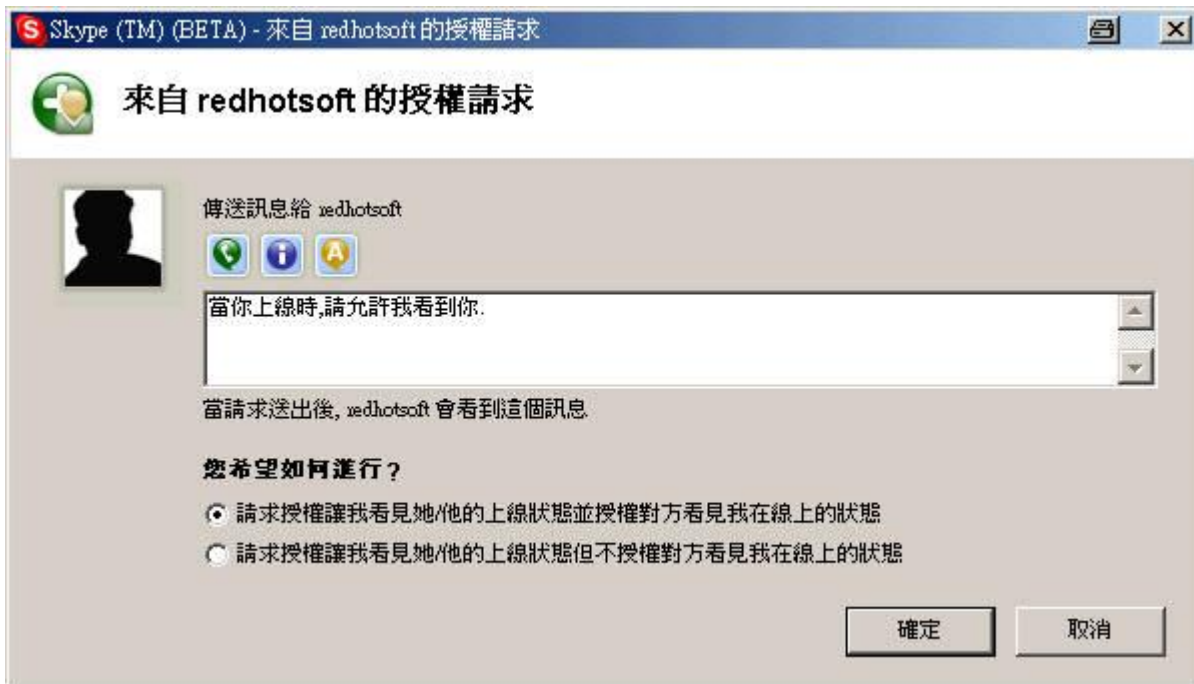 Skype (TM) (BETA) - 來自 redhotsoft 的授權請求
來自 redhotsoft 的授權請求
傳送訊息給 redhotsoft
當你上線時,請允許我看到你.
當請求送出後, redhotsoft 會看到這個訊息
您希望如何進行?
請求授權讓我看見她/他的上線狀態並授權對方看見我在線上的狀態
請求授權讓我看見她/他的上線狀態但不授權對方看見我在線上的狀態
確定
取消